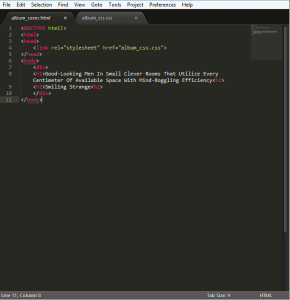 File Edit Selection Find View Goto Tools Project Preferences Help
album_cover.html × album_css.css ×
1 <!DOCTYPE html>
2 <html>
3 <head>
4 <link rel="stylesheet" href="album_css.css">
5 </head>
6 <body>
7 <div>
8 <h1>Good-Looking Men In Small Clever Rooms That Utilize Every
Centimeter Of Available Space With Mind-Boggling Efficiency<h1>
9 <h2>Smiling Strange<h2>
10 </div>
11 </body>
Line 11, Column 8 Tab Size: 4 HTML